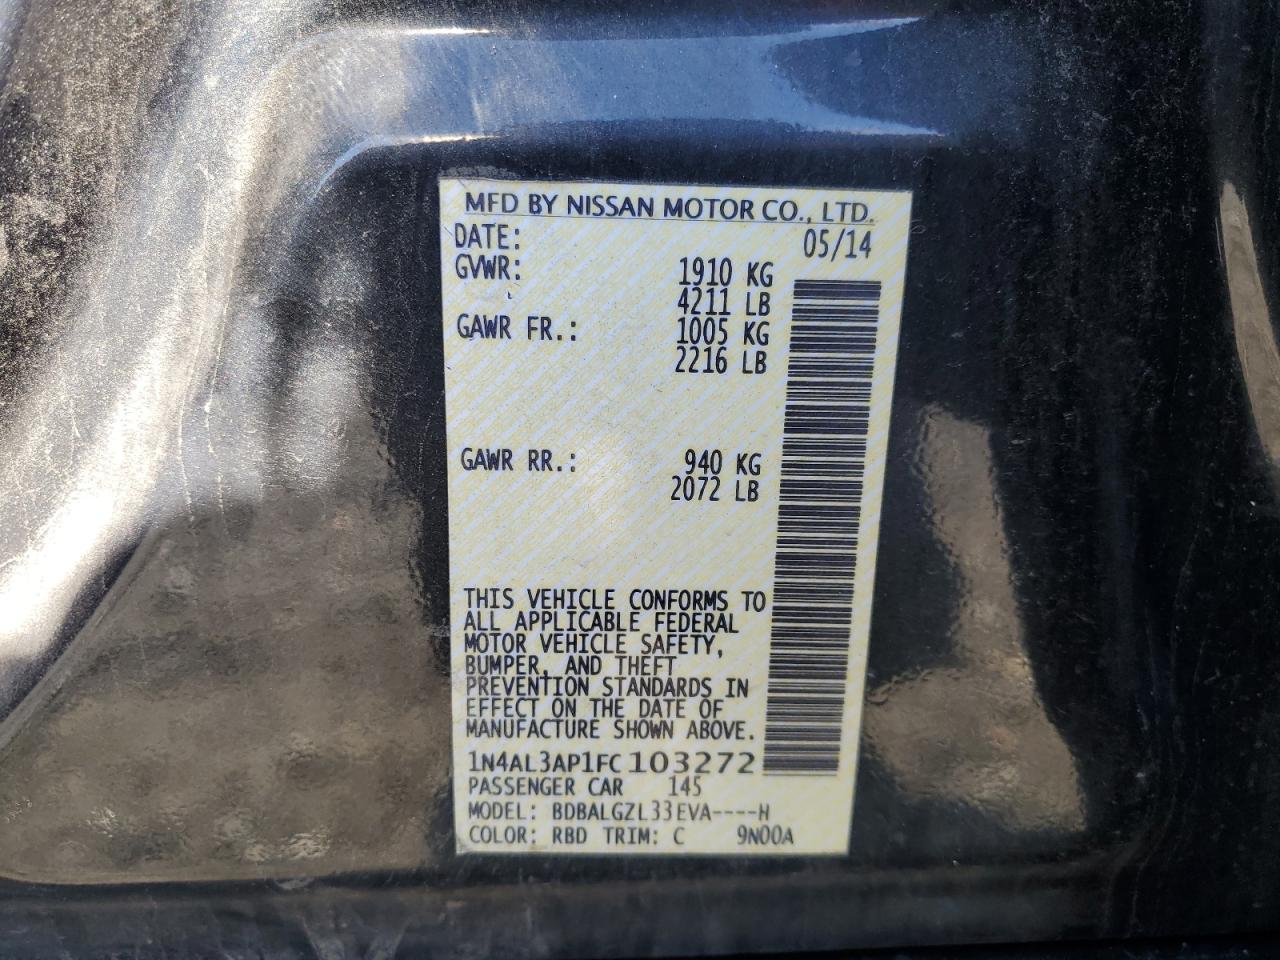 MFD BY NISSAN MOTOR CO., LTD.
DATE: 05/14
GVWR: 1910 KG
4211 LB
GAWR FR.: 1005 KG
2216 LB
GAWR RR.: 940 KG
2072 LB
THIS VEHICLE CONFORMS TO
ALL APPLICABLE FEDERAL
MOTOR VEHICLE SAFETY,
BUMPER, AND THEFT
PREVENTION STANDARDS IN
EFFECT ON THE DATE OF
MANUFACTURE SHOWN ABOVE.
1N4AL3AP1FC103272
PASSENGER CAR 145
MODEL: BDBALGZL33EVA----H
COLOR: RBD TRIM: C 9N00A